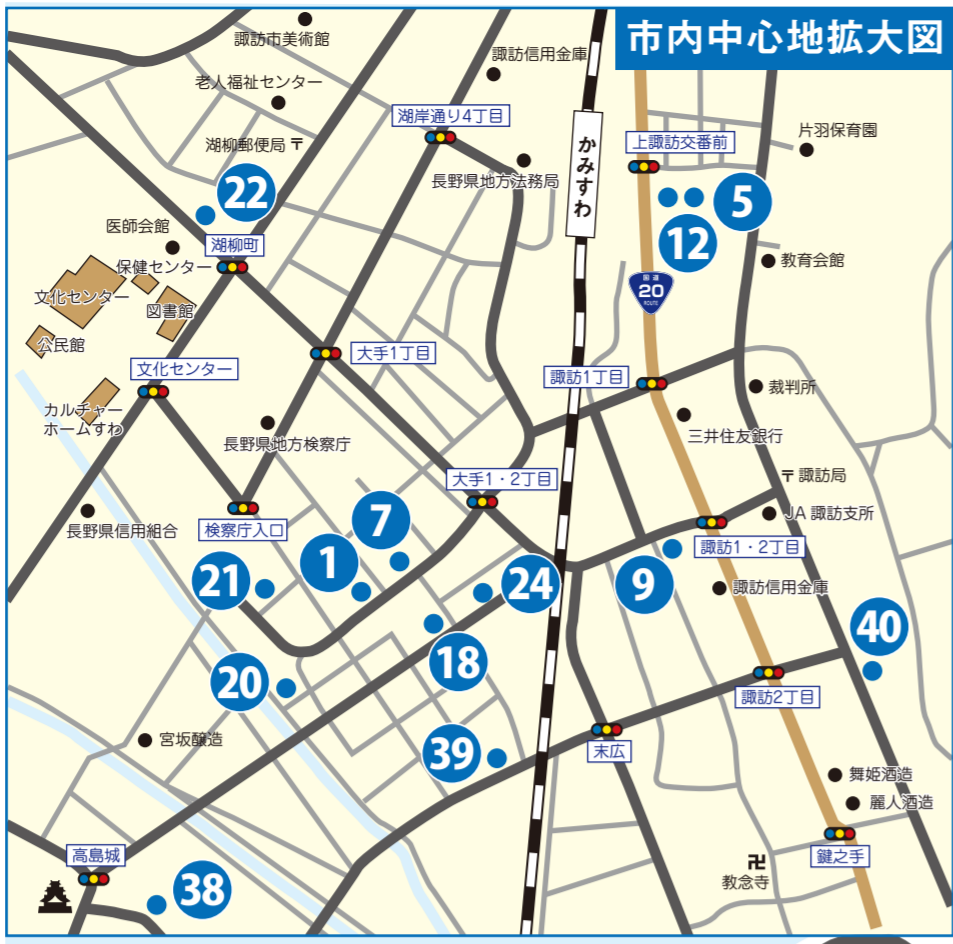 市内中心地拡大図
諏訪市美術館
諏訪信用金庫
老人福祉センター
湖岸通り4丁目
湖柳郵便局〒
上諏訪交番前
片羽保育園
かみすわ
長野県地方法務局
22
5
12
医師会館
湖柳町
保健センター
教育会館
文化センター
国道
20
ROUTE
図書館
公民館
大手1丁目
文化センター
諏訪1丁目
裁判所
カルチャー
ホームすわ
長野県地方検察庁
三井住友銀行
大手1・2丁目
〒諏訪局
長野県信用組合
検察庁入口
7
JA 諏訪支所
諏訪1・2丁目
21
1
24
9
諏訪信用金庫
40
20
18
諏訪2丁目
宮坂醸造
39
末広
舞姫酒造
麗人酒造
高島城
鍵之手
38
卍
教念寺